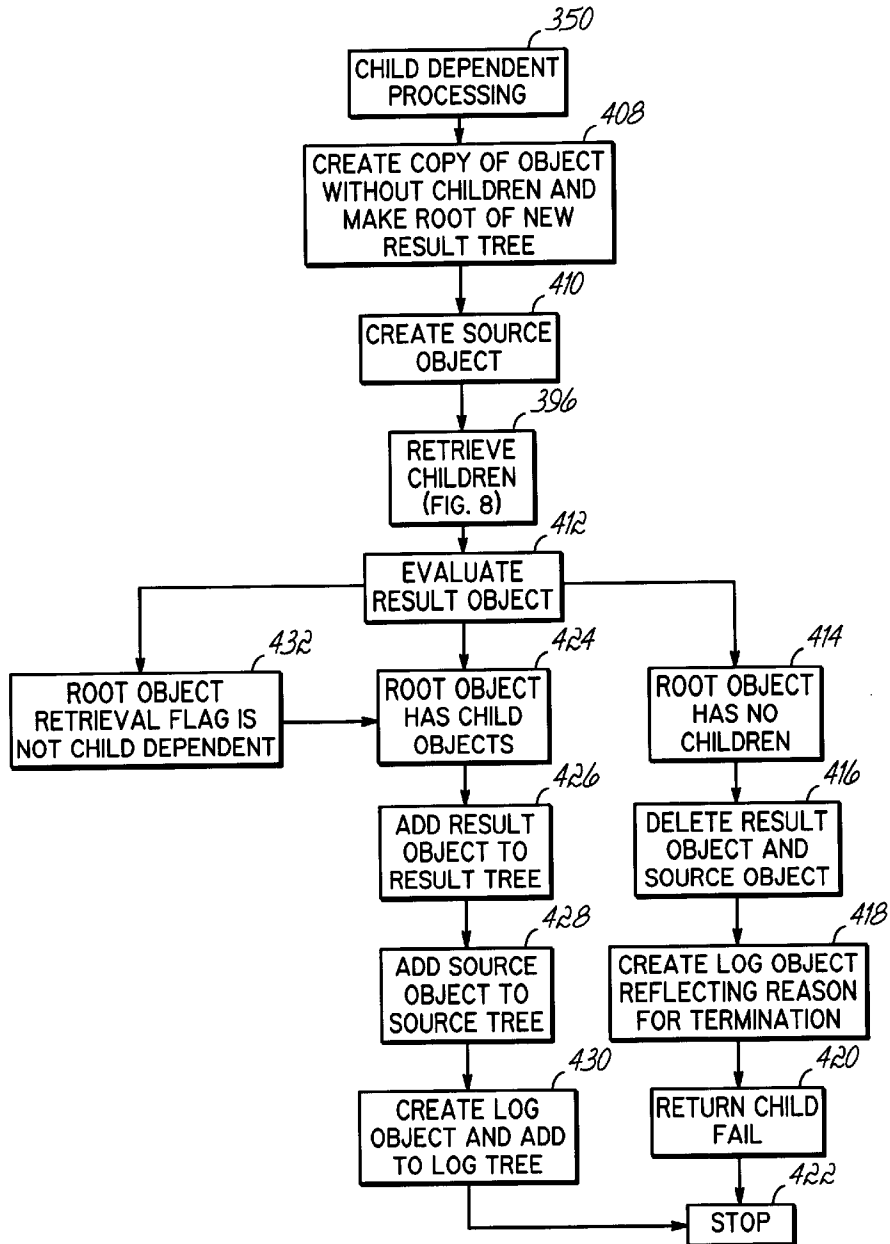 350
CHILD DEPENDENT
PROCESSING
408
CREATE COPY OF OBJECT
WITHOUT CHILDREN AND
MAKE ROOT OF NEW
RESULT TREE
410
CREATE SOURCE
OBJECT
396
RETRIEVE
CHILDREN
(FIG. 8)
412
EVALUATE
RESULT OBJECT
432
ROOT OBJECT
RETRIEVAL FLAG IS
NOT CHILD DEPENDENT
424
ROOT OBJECT
HAS CHILD
OBJECTS
426
ADD RESULT
OBJECT TO
RESULT TREE
428
ADD SOURCE
OBJECT TO
SOURCE TREE
430
CREATE LOG
OBJECT AND ADD
TO LOG TREE
414
ROOT OBJECT
HAS NO
CHILDREN
416
DELETE RESULT
OBJECT AND
SOURCE OBJECT
418
CREATE LOG OBJECT
REFLECTING REASON
FOR TERMINATION
420
RETURN CHILD
FAIL
422
STOP